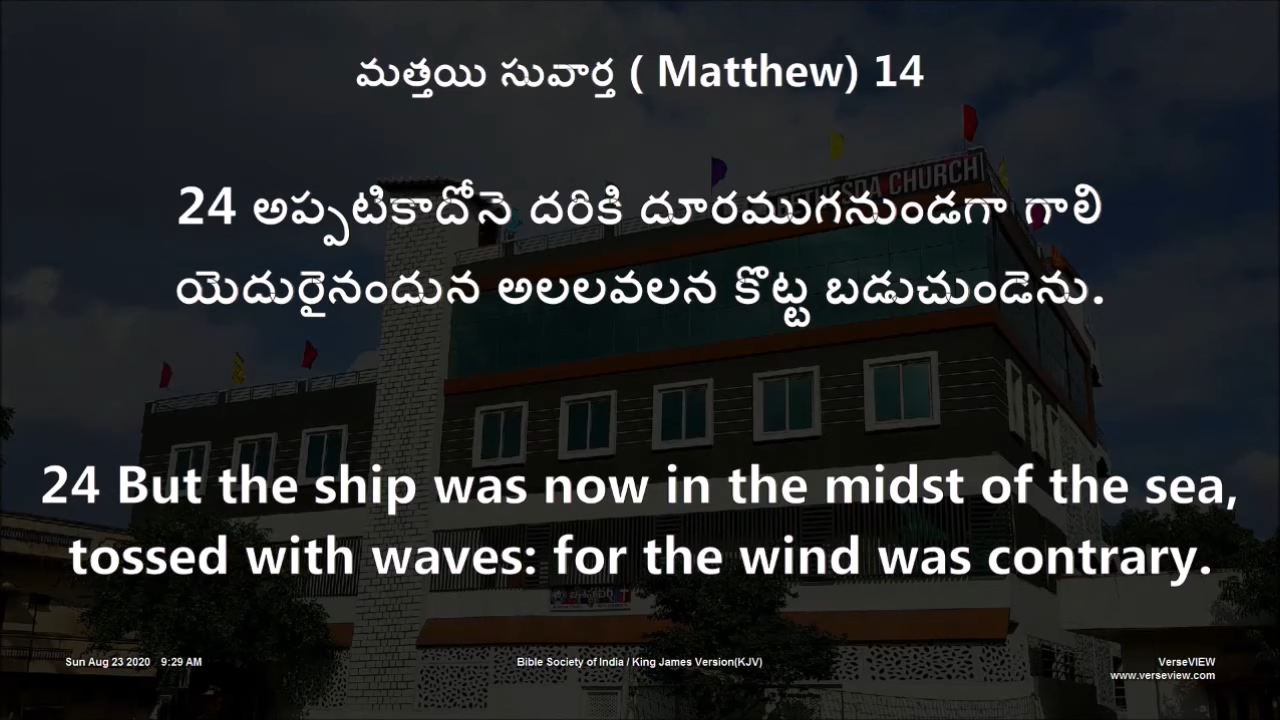 మత్తయి సువార్త ( Matthew) 14
BETHESDA CHURCH
24 అప్పటికాదోనె దరికి దూరముగనుండగా గాలి
యెదురైనందున అలలవలన కొట్ట బడుచుండెను.
24 But the ship was now in the midst of the sea,
tossed with waves: for the wind was contrary.
Sun Aug 23 2020 9:29 AM
Bible Society of India / King James Version(KJV)
VerseVIEW
www.verseview.com